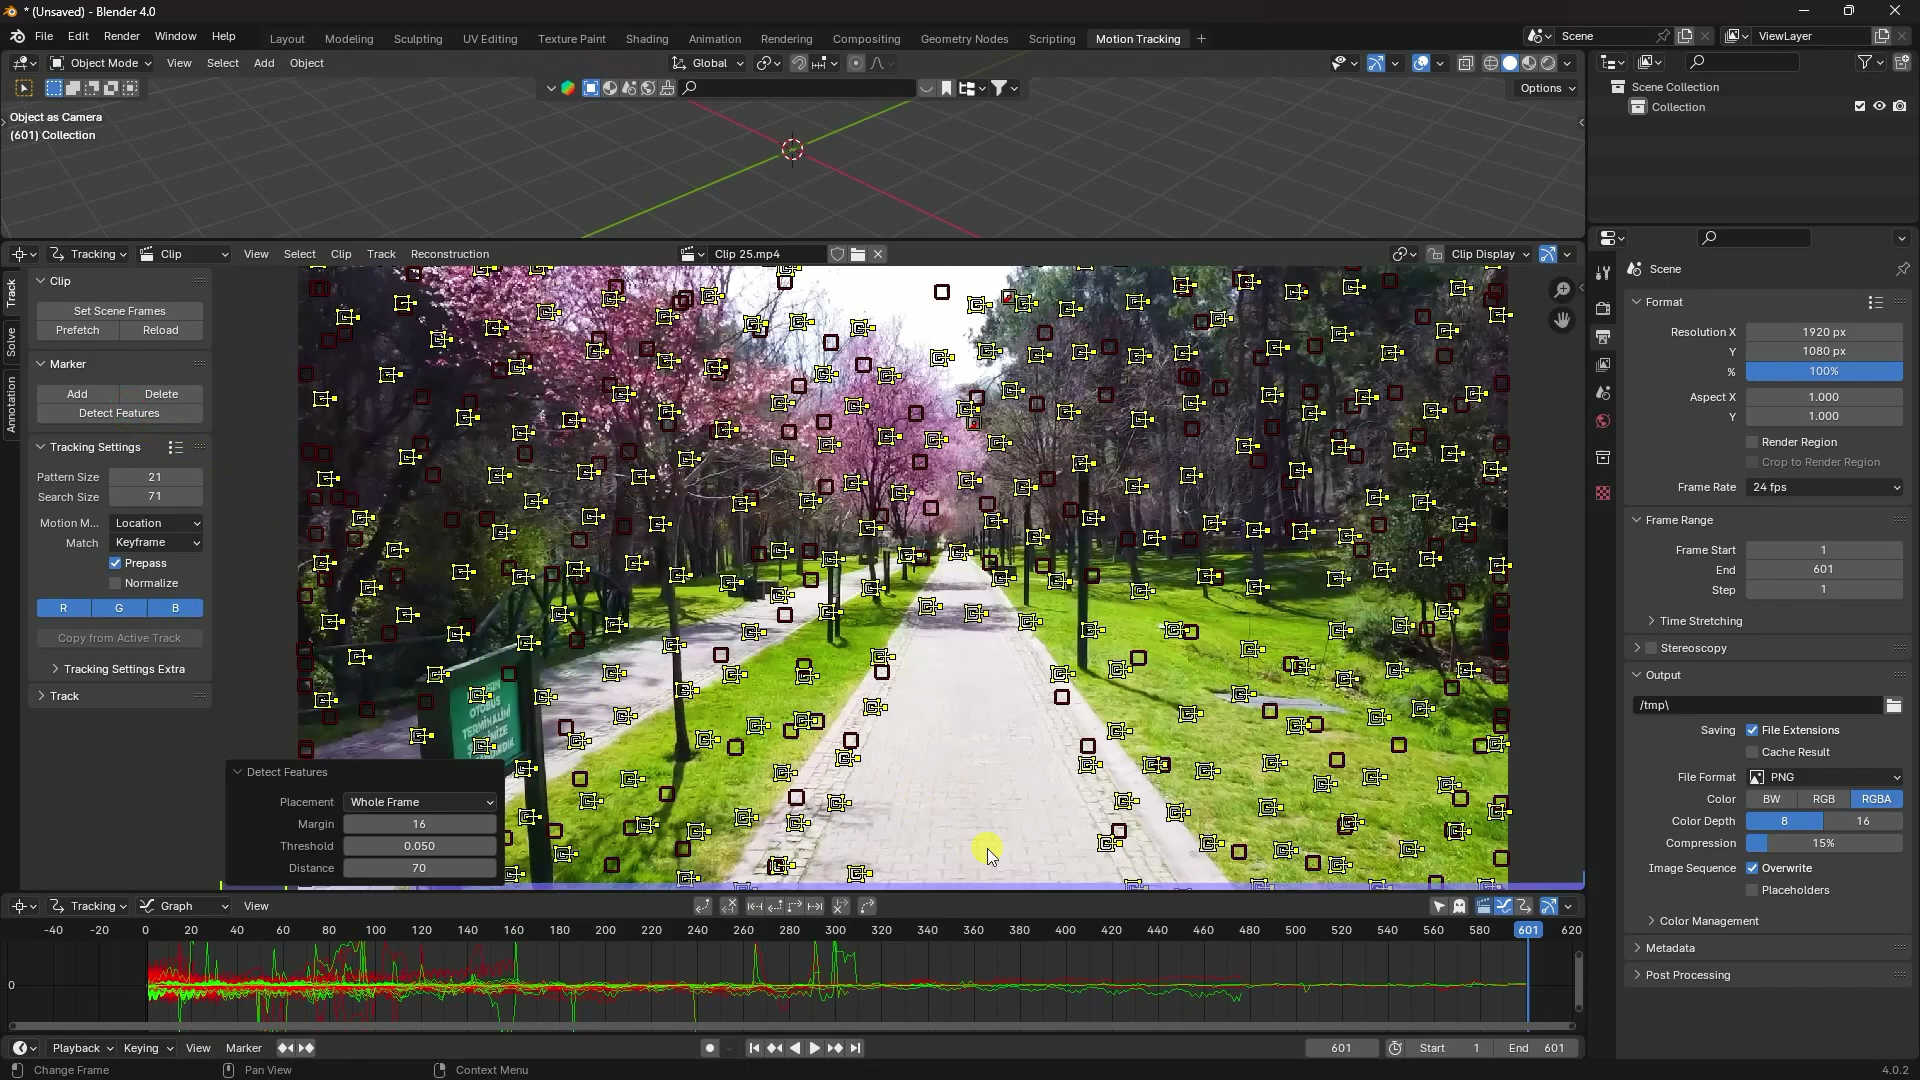 * (Unsaved) - Blender 4.0
File Edit Render Window Help
Layout Modeling Sculpting UV Editing Texture Paint Shading Animation Rendering Compositing Geometry Nodes Scripting Motion Tracking +
Scene
ViewLayer
Object Mode View Select Add Object
Global
Options
Object as Camera
(601) Collection
Scene Collection
Collection
Tracking Clip View Select Clip Track Reconstruction
Clip 25.mp4
Clip Display
Track
Solve
Annotation
Clip
Set Scene Frames
Prefetch Reload
Marker
Add Delete
Detect Features
Tracking Settings
Pattern Size 21
Search Size 71
Motion M... Location
Match Keyframe
Prepass
Normalize
R G B
Copy from Active Track
Tracking Settings Extra
Track
OTOBÜS
TERMİNALİ
Detect Features
Placement Whole Frame
Margin 16
Threshold 0.050
Distance 70
Scene
Format
Resolution X 1920 px
Y 1080 px
% 100%
Aspect X 1.000
Y 1.000
Render Region
Crop to Render Region
Frame Rate 24 fps
Frame Range
Frame Start 1
End 601
Step 1
Time Stretching
Stereoscopy
Output
/tmp\
Saving File Extensions
Cache Result
File Format PNG
Color BW RGB RGBA
Color Depth 8 16
Compression 15%
Image Sequence Overwrite
Placeholders
Color Management
Metadata
Post Processing
Tracking Graph View
-40 -20 0 20 40 60 80 100 120 140 160 180 200 220 240 260 280 300 320 340 360 380 400 420 440 460 480 500 520 540 560 580 601 620
0
Playback Keying View Marker
601 Start 1 End 601
Change Frame Pan View Context Menu
4.0.2